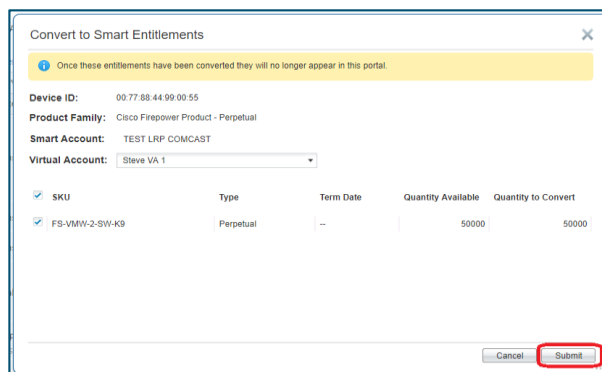 Convert to Smart Entitlements
Once these entitlements have been converted they will no longer appear in this portal.
Device ID: 00:77:88:44:99:00:55
Product Family: Cisco Firepower Product - Perpetual
Smart Account: TEST LRP COMCAST
Virtual Account: Steve VA 1
SKU Type Term Date Quantity Available Quantity to Convert
FS-VMW-2-SW-K9 Perpetual -- 50000 50000
Cancel Submit